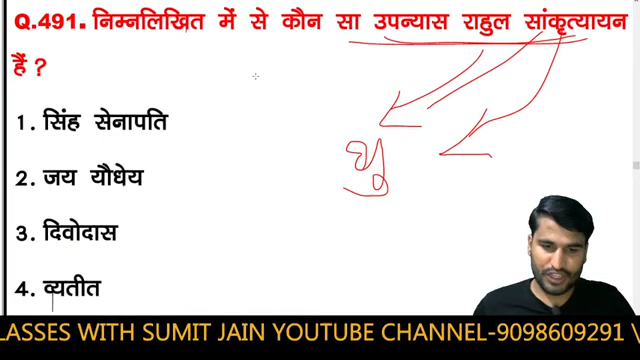 Q.491. निम्नलिखित में से कौन सा उपन्यास राहुल सांकृत्यायन
हैं ?
1. सिंह सेनापति
2. जय यौधेय
3. दिवोदास
4. व्यतीत
LASSES WITH SUMIT JAIN YOUTUBE CHANNEL-9098609291 \